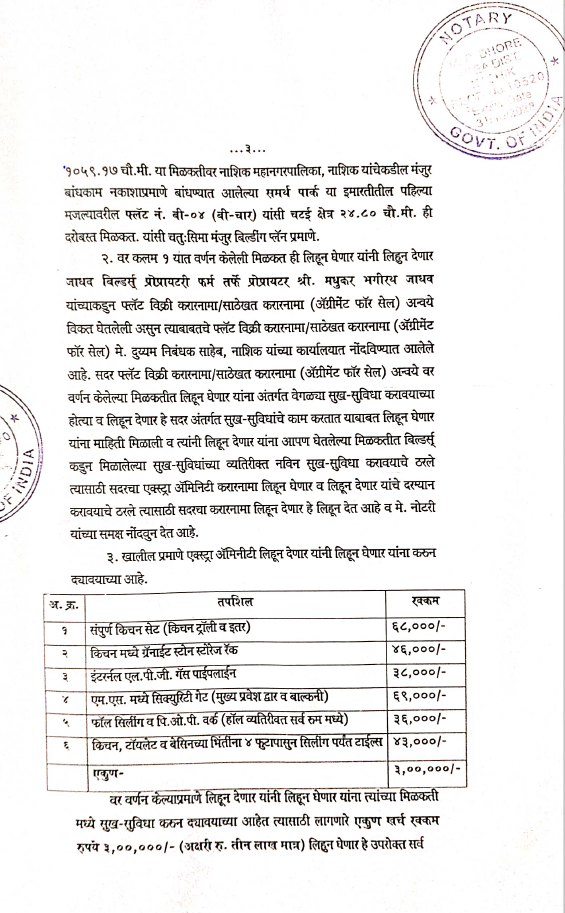 NOTARY
GOVT. OF INDIA
...३...
१०५९.१७ चौ.मी. या मिळकतीवर नाशिक महानगरपालिका, नाशिक यांचेकडील मंजुर
बांधकाम नकाशाप्रमाणे बांधण्यात आलेल्या समर्थ पार्क या इमारतीतील पहिल्या
मजल्यावरील फ्लॅट नं. बी-०४ (बी-चार) यांसी चटई क्षेत्र २४.८० चौ.मी. ही
दरोबस्त मिळकत. यांसी चतु:सिमा मंजुर बिल्डींग प्लॅन प्रमाणे.
२. वर कलम १ यात वर्णन केलेली मिळकत ही लिहून घेणार यांनी लिहून देणार
जाधव बिल्डर्स् प्रोप्रायटरी फर्म तर्फे प्रोप्रायटर श्री. मधुकर भगीरथ जाधव
यांच्याकडुन फ्लॅट विक्री करारनामा/साठेखत करारनामा (ॲग्रीमेंट फॉर सेल) अन्वये
विकत घेतलेली असुन त्याबाबतचे फ्लॅट विक्री करारनामा/साठेखत करारनामा (ॲग्रीमेंट
फॉर सेल) मे. दुय्यम निबंधक साहेब, नाशिक यांच्या कार्यालयात नोंदविण्यात आलेले
आहे. सदर फ्लॅट विक्री करारनामा/साठेखत करारनामा (ॲग्रीमेंट फॉर सेल) अन्वये वर
वर्णन केलेल्या मिळकतीत लिहून घेणार यांना अंतर्गत वेगळ्या सुख-सुविधा करावयाच्या
होत्या व लिहून देणार हे सदर अंतर्गत सुख-सुविधांचे काम करतात याबाबत लिहून घेणार
यांना माहिती मिळाली व त्यांनी लिहून देणार यांना आपण घेतलेल्या मिळकतीत बिल्डर्स्
कडुन मिळालेल्या सुख-सुविधांच्या व्यतिरीक्त नविन सुख-सुविधा करावयाचे ठरले
त्यासाठी सदरचा एक्स्ट्रा ॲमिनिटी करारनामा लिहून घेणार व लिहून देणार यांचे दरम्यान
करावयाचे ठरले त्यासाठी सदरचा करारनामा लिहून देणार हे लिहून देत आहे व मे. नोटरी
यांच्या समक्ष नोंदवुन देत आहे.
३. खालील प्रमाणे एक्स्ट्रा ॲमिनीटी लिहून देणार यांनी लिहून घेणार यांना करुन
द्यावयाच्या आहे.
अ. क्र. तपशिल रक्कम
१ संपुर्ण किचन सेट (किचन ट्रॉली व इतर) ६८,०००/-
२ किचन मध्ये ग्रॅनाईट स्टोन स्टोरेज रॅक ४६,०००/-
३ इंटरनॅल एल.पी.जी. गॅस पाईपलाईन ३८,०००/-
४ एम.एस. मध्ये सिक्युरिटी गेट (मुख्य प्रवेश द्वार व बाल्कनी) ६९,०००/-
५ फॉल सिलींग व पि.ओ.पी. वर्क (हॉल व्यतिरीक्त सर्व रुम मध्ये) ३६,०००/-
६ किचन, टॉयलेट व बेसिनच्या भिंतीना ४ फुटापासुन सिलींग पर्यंत टाईल्स ४३,०००/-
एकुण- ३,००,०००/-
वर वर्णन केल्याप्रमाणे लिहून देणार यांनी लिहून घेणार यांना त्यांच्या मिळकती
मध्ये सुख-सुविधा करुन द्यावयाच्या आहेत त्यासाठी लागणारे एकुण खर्च रक्कम
रुपये ३,००,०००/- (अक्षरी रु. तीन लाख मात्र) लिहून घेणार हे उपरोक्त सर्व
OF INDIA